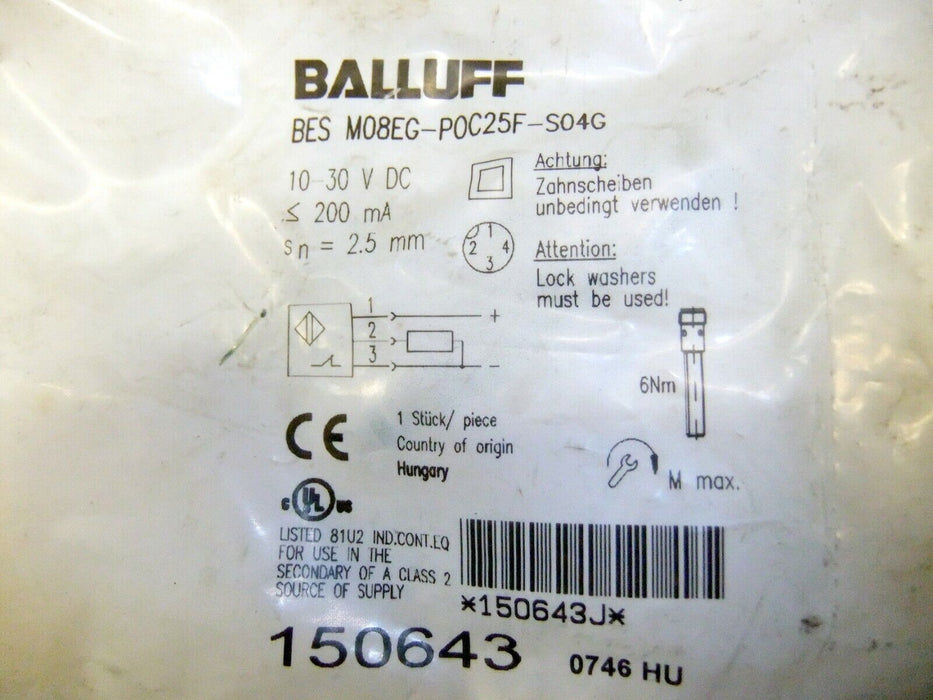 BALLUFF
BES M08EG-POC25F-S04G
10-30 V DC
≤ 200 mA
sn = 2.5 mm
Achtung:
Zahnscheiben
unbedingt verwenden !
1
2 4
3
Attention:
Lock washers
must be used!
1 +
2
3 -
6Nm
M max.
CE
1 Stück/ piece
Country of origin
Hungary
c UL us
LISTED 81U2 IND.CONT.EQ
FOR USE IN THE
SECONDARY OF A CLASS 2
SOURCE OF SUPPLY
*150643J*
150643
0746 HU